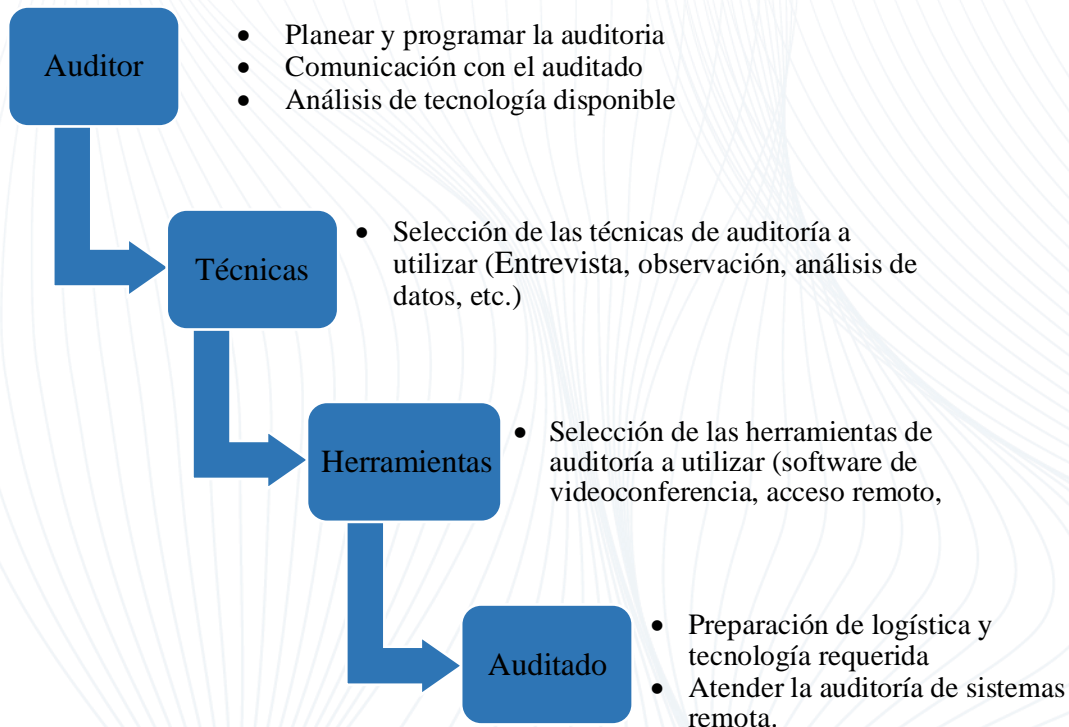 Auditor
• Planear y programar la auditoria
• Comunicación con el auditado
• Análisis de tecnología disponible
Técnicas
• Selección de las técnicas de auditoría a
utilizar (Entrevista, observación, análisis de
datos, etc.)
Herramientas
• Selección de las herramientas de
auditoría a utilizar (software de
videoconferencia, acceso remoto,
Auditado
• Preparación de logística y
tecnología requerida
• Atender la auditoría de sistemas
remota.